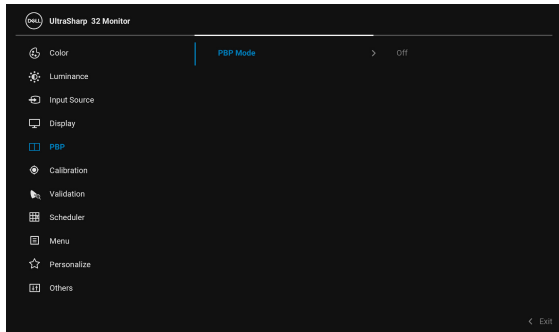 DELL UltraSharp 32 Monitor
Color
PBP Mode > Off
Luminance
Input Source
Display
PBP
Calibration
Validation
Scheduler
Menu
Personalize
Others
< Exit